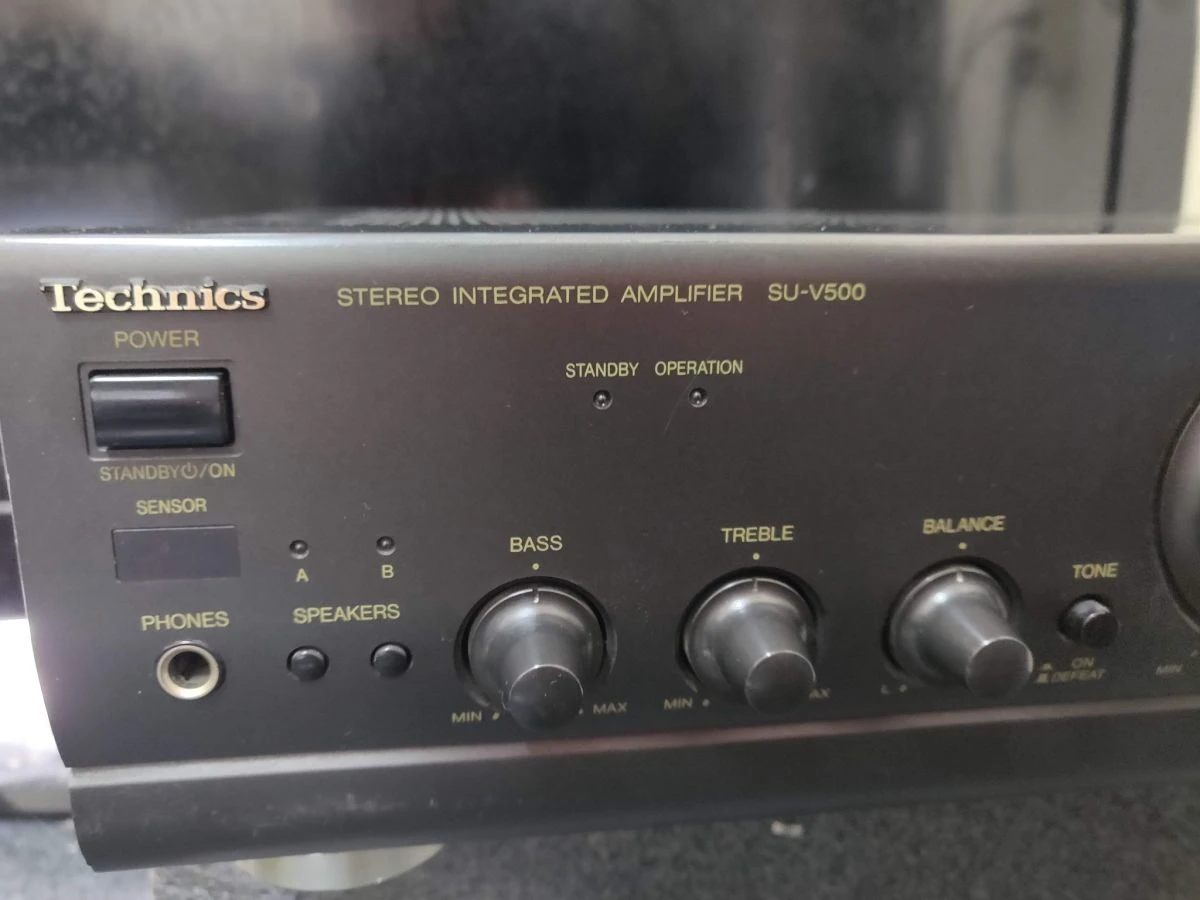 Technics
STEREO INTEGRATED AMPLIFIER SU-V500
POWER
STANDBY OPERATION
STANDBY⏻/ON
SENSOR
A B
SPEAKERS
PHONES
BASS
MIN MAX
TREBLE
MIN
BALANCE
L
TONE
ON
DEFEAT
MIN